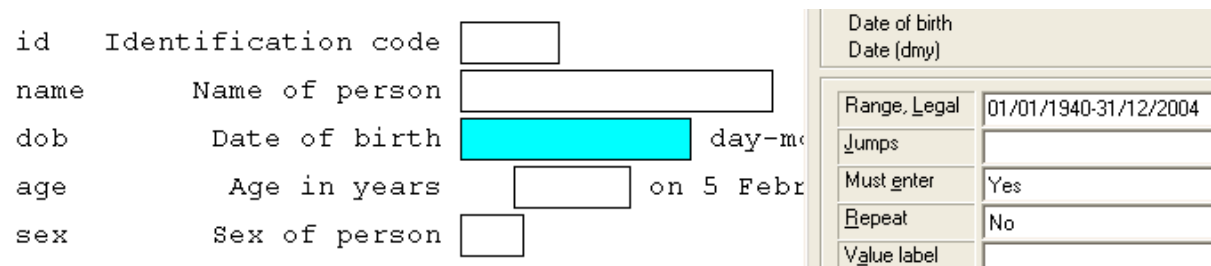 id Identification code
name Name of person
dob Date of birth day-mo
age Age in years on 5 Febr
sex Sex of person
Date of birth
Date (dmy)
Range, Legal 01/01/1940-31/12/2004
Jumps
Must enter Yes
Repeat No
Value label